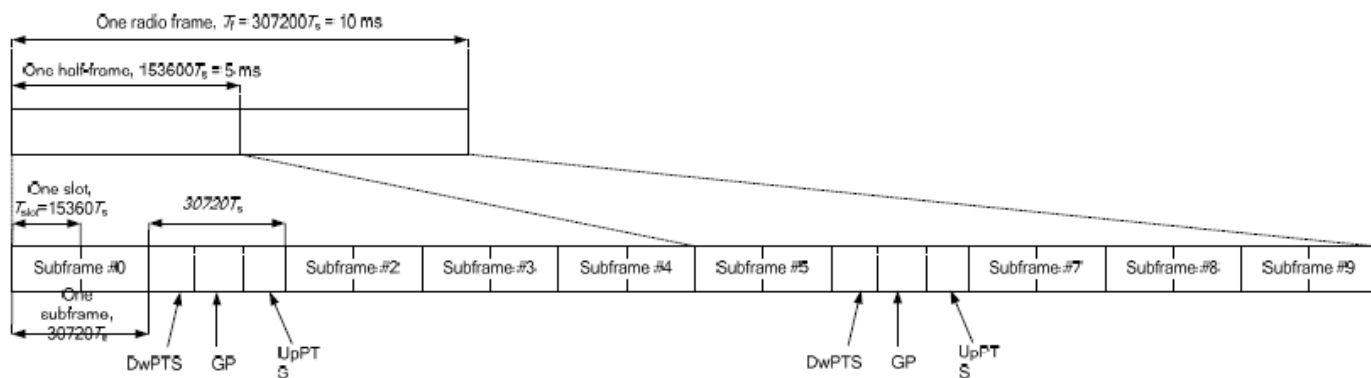 One radio frame, Tf = 307200Ts = 10 ms
One half-frame, 153600Ts = 5 ms
One slot,
Tslot=15360Ts
30720Ts
Subframe #0
Subframe #2
Subframe #3
Subframe #4
Subframe #5
Subframe #7
Subframe #8
Subframe #9
One
subframe,
30720Ts
DwPTS
GP
UpPT
S
DwPTS
GP
UpPT
S